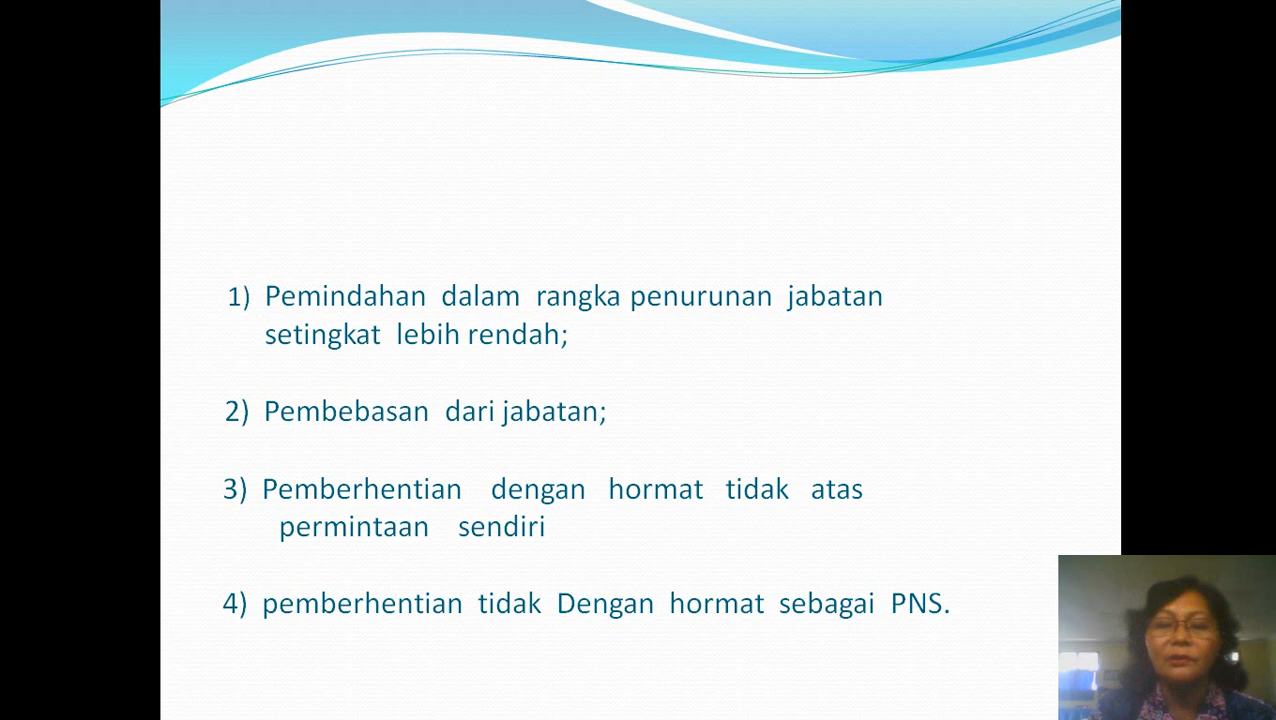 1) Pemindahan dalam rangka penurunan jabatan
setingkat lebih rendah;
2) Pembebasan dari jabatan;
3) Pemberhentian dengan hormat tidak atas
permintaan sendiri
4) pemberhentian tidak Dengan hormat sebagai PNS.